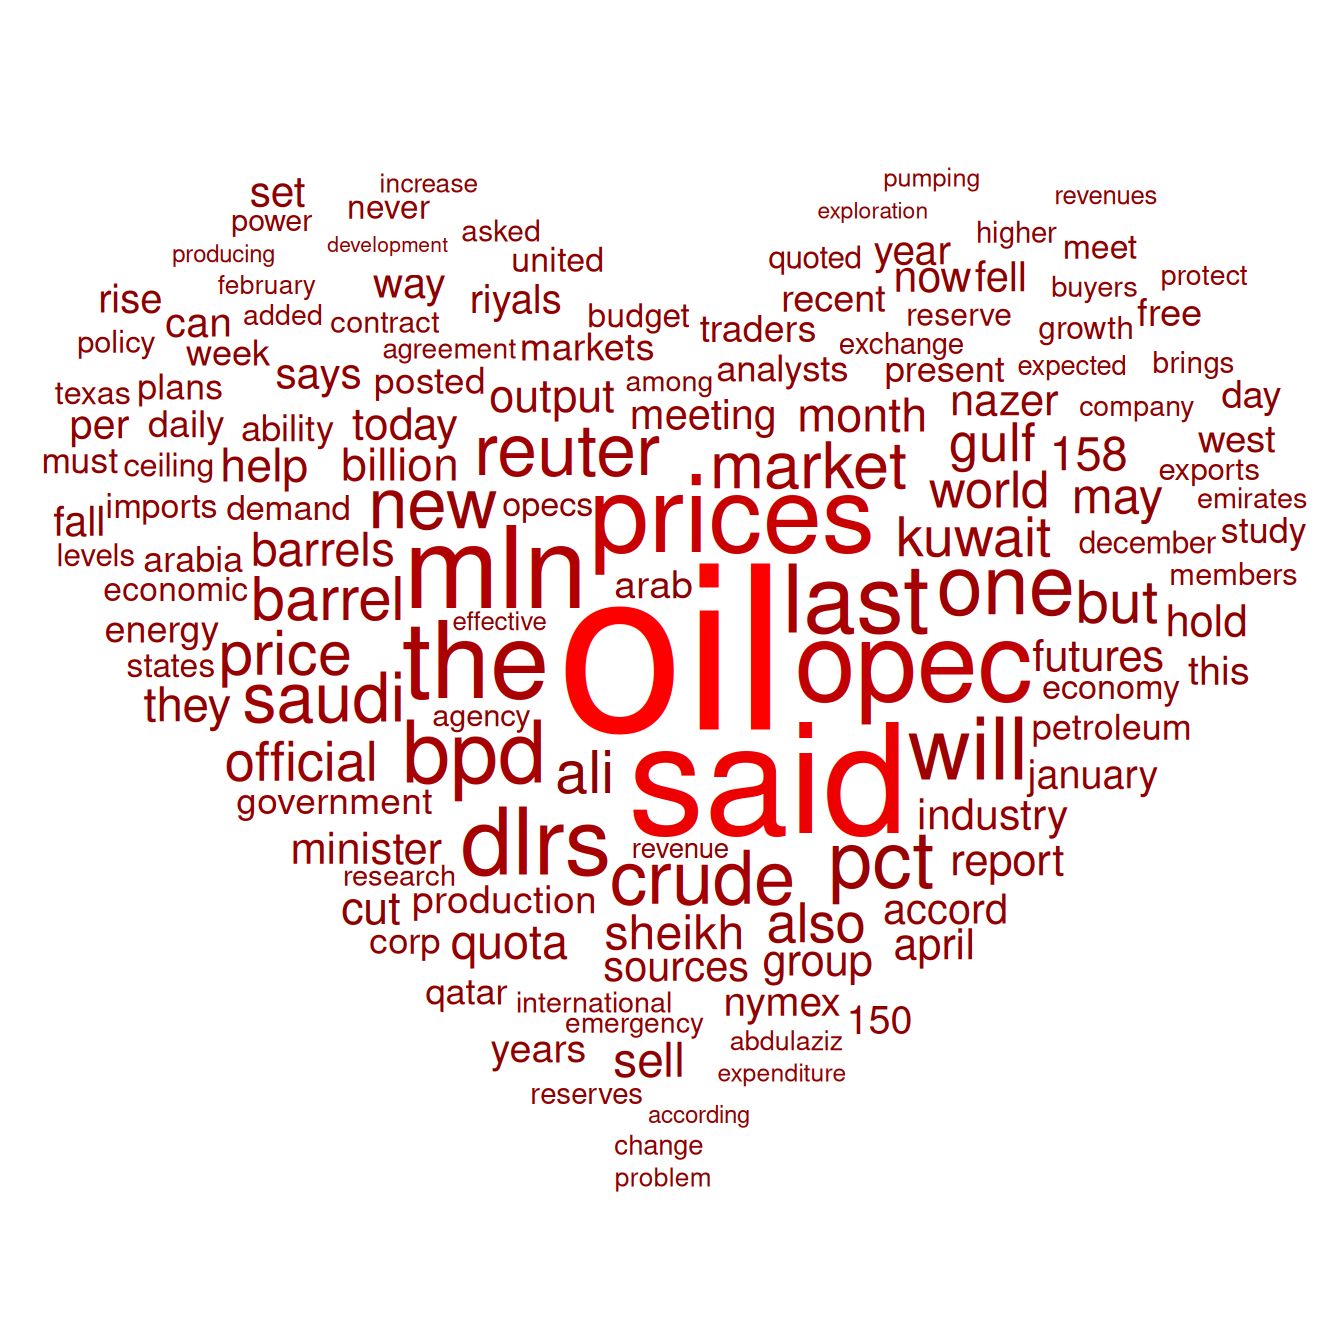 increase
pumping
set
never
revenues
power
exploration
asked
higher
producing
development
united
quoted
year
meet
february
way
now
fell
buyers
protect
rise
riyals
recent
can
added
contract
budget
traders
reserve
growth
free
policy
week
agreement
markets
exchange
says
posted
among
analysts
present
expected
brings
texas
plans
output
meeting
month
nazer
company
day
per
daily
ability
today
reuter
market
gulf
158
west
must
ceiling
help
billion
exports
fall
imports
demand
new
opecs
prices
world
may
emirates
levels
arabia
barrels
mln
kuwait
december
study
economic
barrel
arab
last
one
but
members
energy
effective
oil
hold
states
price
the
opec
futures
this
they
saudi
agency
economy
official
bpd
ali
said
will
petroleum
government
january
minister
dlrs
revenue
industry
research
crude
pct
report
cut
production
accord
corp
quota
sheikh
also
april
sources
group
qatar
international
nymex
emergency
150
years
sell
abdulaziz
expenditure
reserves
according
change
problem